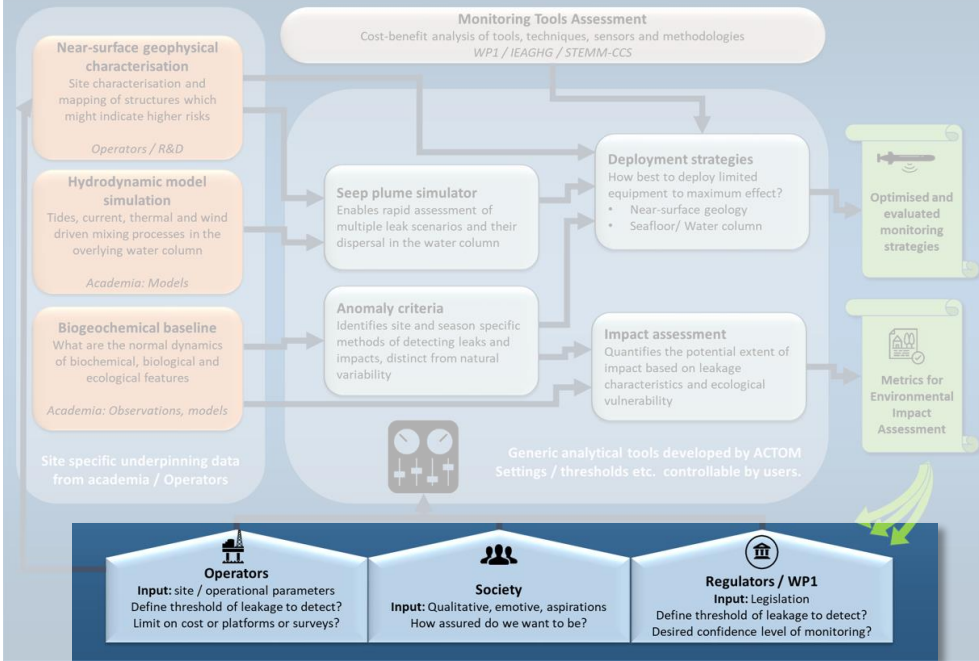 Monitoring Tools Assessment
Cost-benefit analysis of tools, techniques, sensors and methodologies
WP1 / IEAGHG / STEMM-CCS
Near-surface geophysical
characterisation
Site characterisation and
mapping of structures which
might indicate higher risks
Operators / R&D
Hydrodynamic model
simulation
Tides, current, thermal and wind
driven mixing processes in the
overlying water column
Academia: Models
Biogeochemical baseline
What are the normal dynamics
of biochemical, biological and
ecological features
Academia: Observations, models
Site specific underpinning data
from academia / Operators
Seep plume simulator
Enables rapid assessment of
multiple leak scenarios and their
dispersal in the water column
Anomaly criteria
Identifies site and season specific
methods of detecting leaks and
impacts, distinct from natural
variability
Deployment strategies
How best to deploy limited
equipment to maximum effect?
• Near-surface geology
• Seafloor/ Water column
Impact assessment
Quantifies the potential extent of
impact based on leakage
characteristics and ecological
vulnerability
Generic analytical tools developed by ACTOM
Settings / thresholds etc. controllable by users.
Optimised and
evaluated
monitoring
strategies
Metrics for
Environmental
Impact
Assessment
Operators
Input: site / operational parameters
Define threshold of leakage to detect?
Limit on cost or platforms or surveys?
Society
Input: Qualitative, emotive, aspirations
How assured do we want to be?
Regulators / WP1
Input: Legislation
Define threshold of leakage to detect?
Desired confidence level of monitoring?